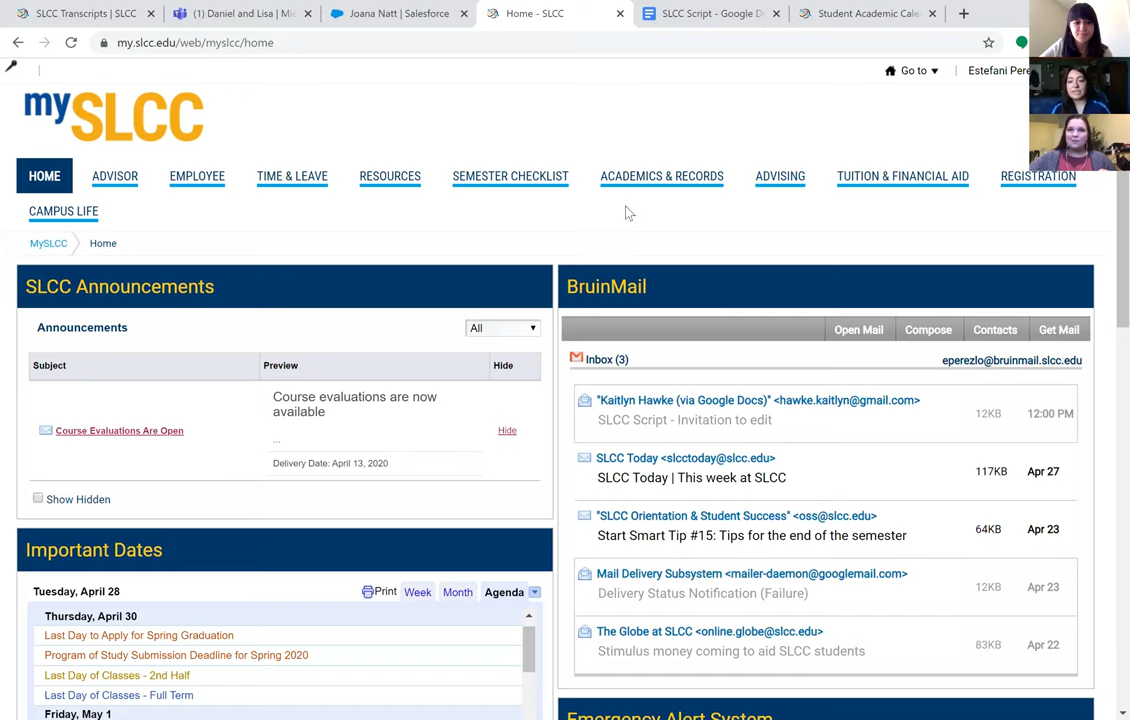 SLCC Transcripts | SLCC
(1) Daniel and Lisa | Mic
Joana Natt | Salesforce
Home - SLCC
SLCC Script - Google D
Student Academic Cale
my.slcc.edu/web/myslcc/home
Go to
Estefani Pere
mySLCC
HOME
ADVISOR
EMPLOYEE
TIME & LEAVE
RESOURCES
SEMESTER CHECKLIST
ACADEMICS & RECORDS
ADVISING
TUITION & FINANCIAL AID
REGISTRATION
CAMPUS LIFE
MySLCC
Home
SLCC Announcements
Announcements
All
Subject
Preview
Hide
Course Evaluations Are Open
Course evaluations are now
available
...
Delivery Date: April 13, 2020
Hide
Show Hidden
Important Dates
Tuesday, April 28
Print
Week
Month
Agenda
Thursday, April 30
Last Day to Apply for Spring Graduation
Program of Study Submission Deadline for Spring 2020
Last Day of Classes - 2nd Half
Last Day of Classes - Full Term
Friday, May 1
BruinMail
Open Mail
Compose
Contacts
Get Mail
Inbox (3)
eperezlo@bruinmail.slcc.edu
"Kaitlyn Hawke (via Google Docs)" <hawke.kaitlyn@gmail.com>
SLCC Script - Invitation to edit
12KB
12:00 PM
SLCC Today <slcctoday@slcc.edu>
SLCC Today | This week at SLCC
117KB
Apr 27
"SLCC Orientation & Student Success" <oss@slcc.edu>
Start Smart Tip #15: Tips for the end of the semester
64KB
Apr 23
Mail Delivery Subsystem <mailer-daemon@googlemail.com>
Delivery Status Notification (Failure)
12KB
Apr 23
The Globe at SLCC <online.globe@slcc.edu>
Stimulus money coming to aid SLCC students
83KB
Apr 22
Emergency Alert System